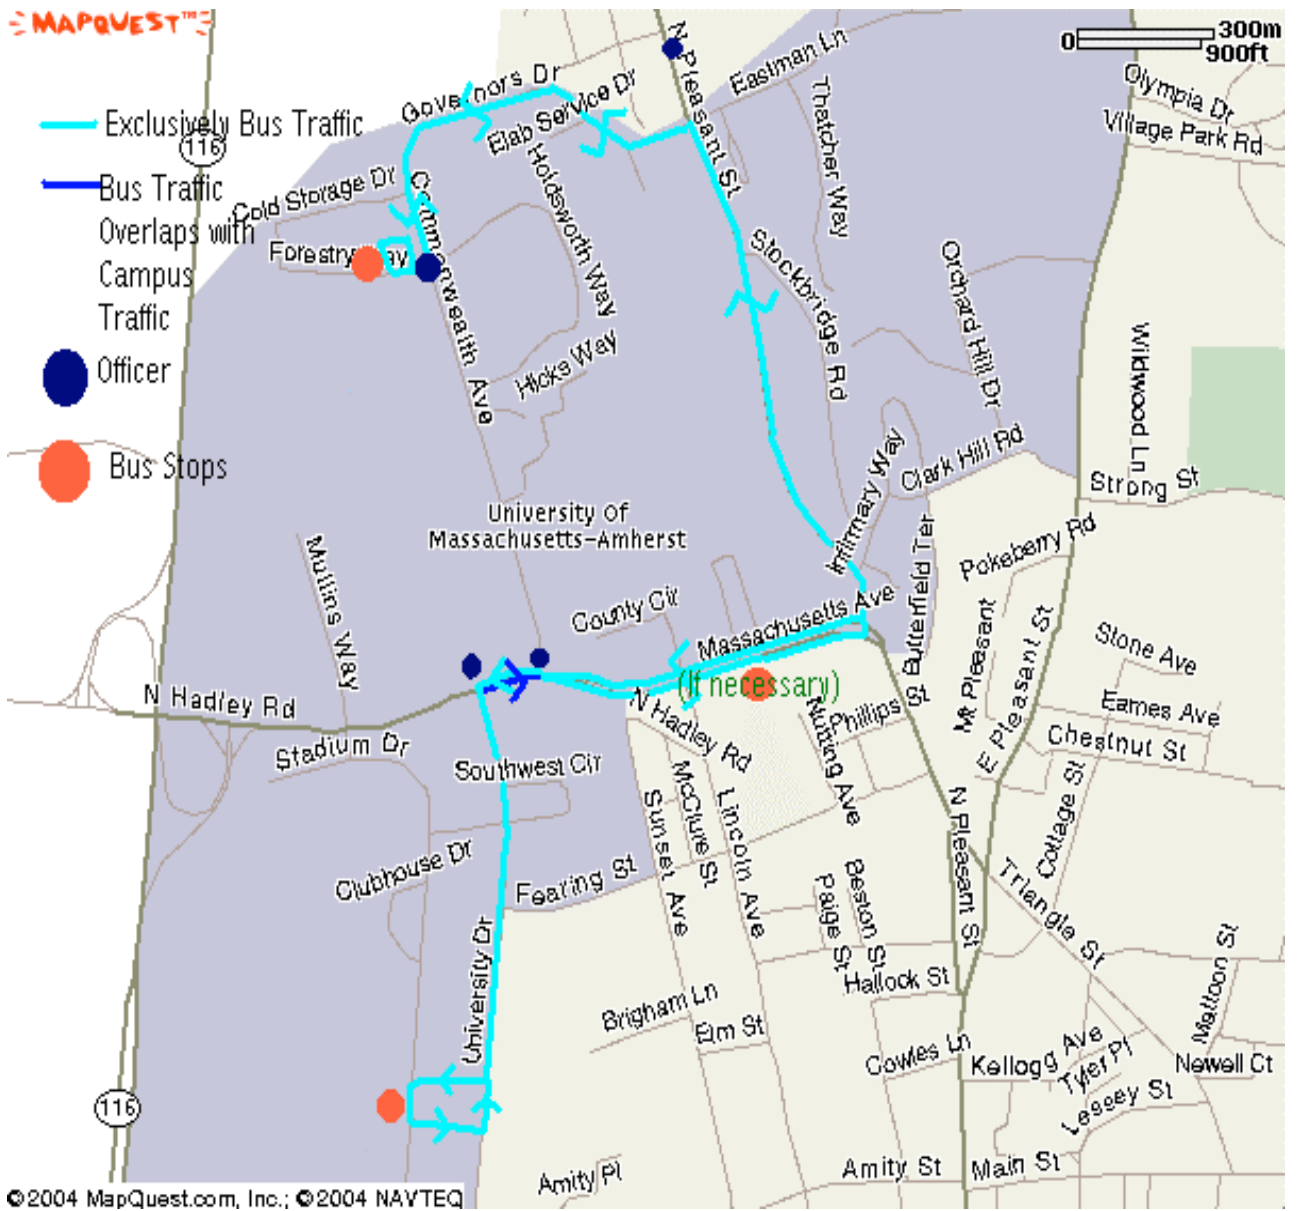 MAPQUEST™
0 300m
900ft
N Pleasant St
Eastman Ln
Governors Dr
Elab Service Dr
Thatcher Way
Olympia Dr
Village Park Rd
Exclusively Bus Traffic
116
Bus Traffic
Overlaps with
Campus
Traffic
Officer
Bus Stops
Cold Storage Dr
Holdsworth Way
Commonwealth Ave
Stockbridge Rd
Orchard Hill Dr
Hicks Way
Wildwood Ln
Infirmary Way
Clark Hill Rd
Strong St
University Of
Massachusetts-Amherst
Mullins Way
Butterfield Ter
Pokeberry Rd
County Cir
Massachusetts Ave
Mt Pleasant
E Pleasant St
Stone Ave
N Hadley Rd
(If necessary)
N Hadley Rd
Nutting Ave
Phillips St
Eames Ave
Chestnut St
Stadium Dr
Southwest Cir
McClure St
Lincoln Ave
Sunset Ave
N Pleasant St
Cottage St
Clubhouse Dr
Fearing St
Paige St
Beston St
Triangle St
University Dr
Hallock St
Mattoon St
Brigham Ln
Elm St
Cowles Ln
Kellogg Ave
Tyler Pl
Newell Ct
Lessey St
116
Amity Pl
Amity St
Main St
©2004 MapQuest.com, Inc.; ©2004 NAVTEQ